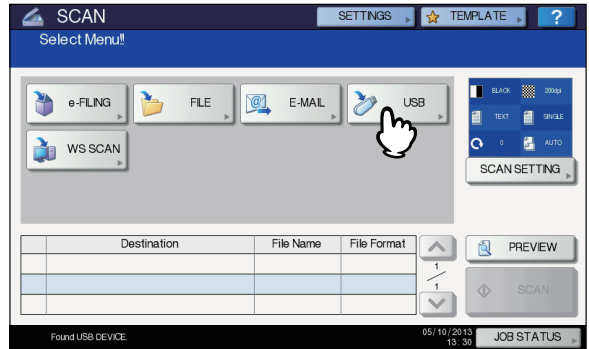 SCAN
SETTINGS
TEMPLATE
?
Select Menu!!
e-FILING
FILE
E-MAIL
USB
WS SCAN
BLACK
200dpi
TEXT
SINGLE
0
AUTO
SCAN SETTING
Destination File Name File Format
1
1
PREVIEW
SCAN
Found USB DEVICE.
05/10/2013
13:30
JOB STATUS